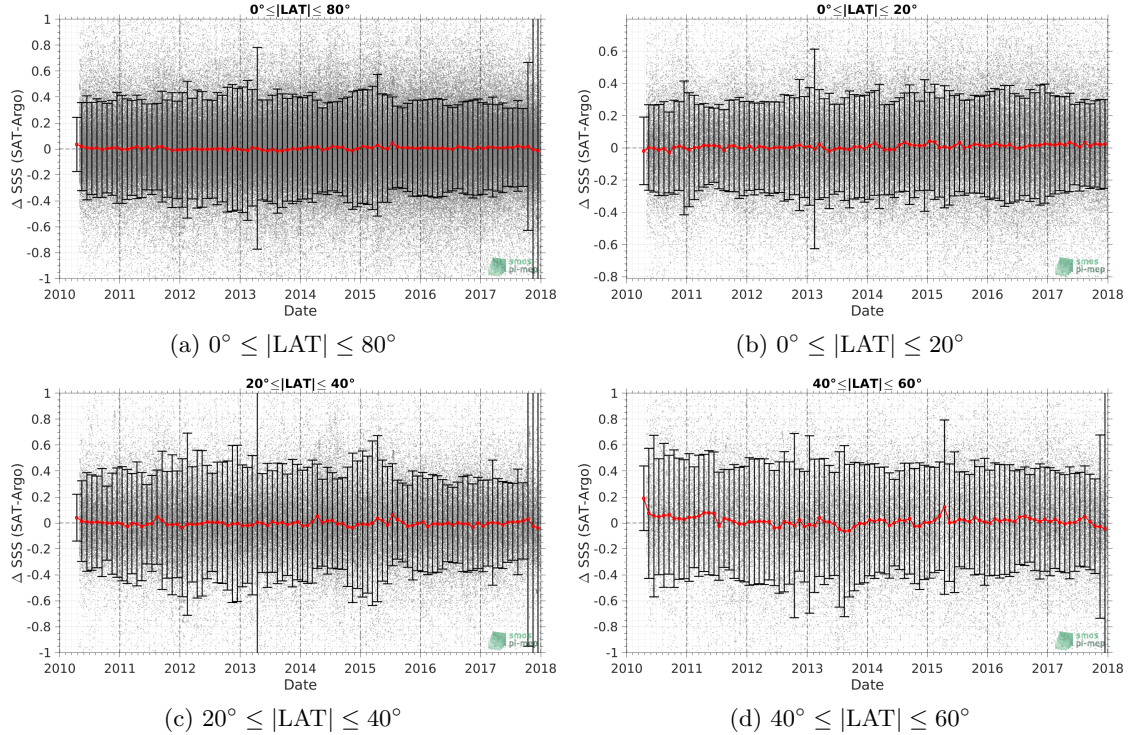 0°≤|LAT|≤ 80°
1
0.8
0.6
0.4
0.2
0
-0.2
-0.4
-0.6
-0.8
-1
Δ SSS (SAT-Argo)
2010 2011 2012 2013 2014 2015 2016 2017 2018
Date
smos
pi-mep
(a) 0° ≤ |LAT| ≤ 80°
0°≤|LAT|≤ 20°
0.6
0.4
0.2
0
-0.2
-0.4
-0.6
-0.8
Δ SSS (SAT-Argo)
2010 2011 2012 2013 2014 2015 2016 2017 2018
Date
smos
pi-mep
(b) 0° ≤ |LAT| ≤ 20°
20°≤|LAT|≤ 40°
1
0.8
0.6
0.4
0.2
0
-0.2
-0.4
-0.6
-0.8
-1
Δ SSS (SAT-Argo)
2010 2011 2012 2013 2014 2015 2016 2017 2018
Date
smos
pi-mep
(c) 20° ≤ |LAT| ≤ 40°
40°≤|LAT|≤ 60°
1
0.8
0.6
0.4
0.2
0
-0.2
-0.4
-0.6
-0.8
-1
Δ SSS (SAT-Argo)
2010 2011 2012 2013 2014 2015 2016 2017 2018
Date
smos
pi-mep
(d) 40° ≤ |LAT| ≤ 60°